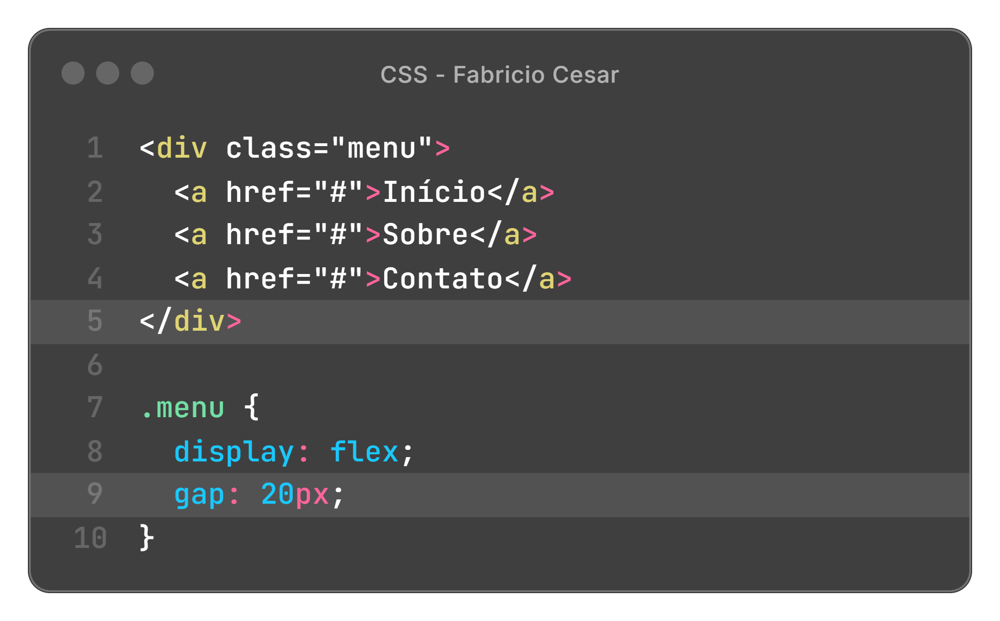 CSS - Fabricio Cesar
1 <div class="menu">
2   <a href="#">Início</a>
3   <a href="#">Sobre</a>
4   <a href="#">Contato</a>
5 </div>
6
7 .menu {
8   display: flex;
9   gap: 20px;
10 }